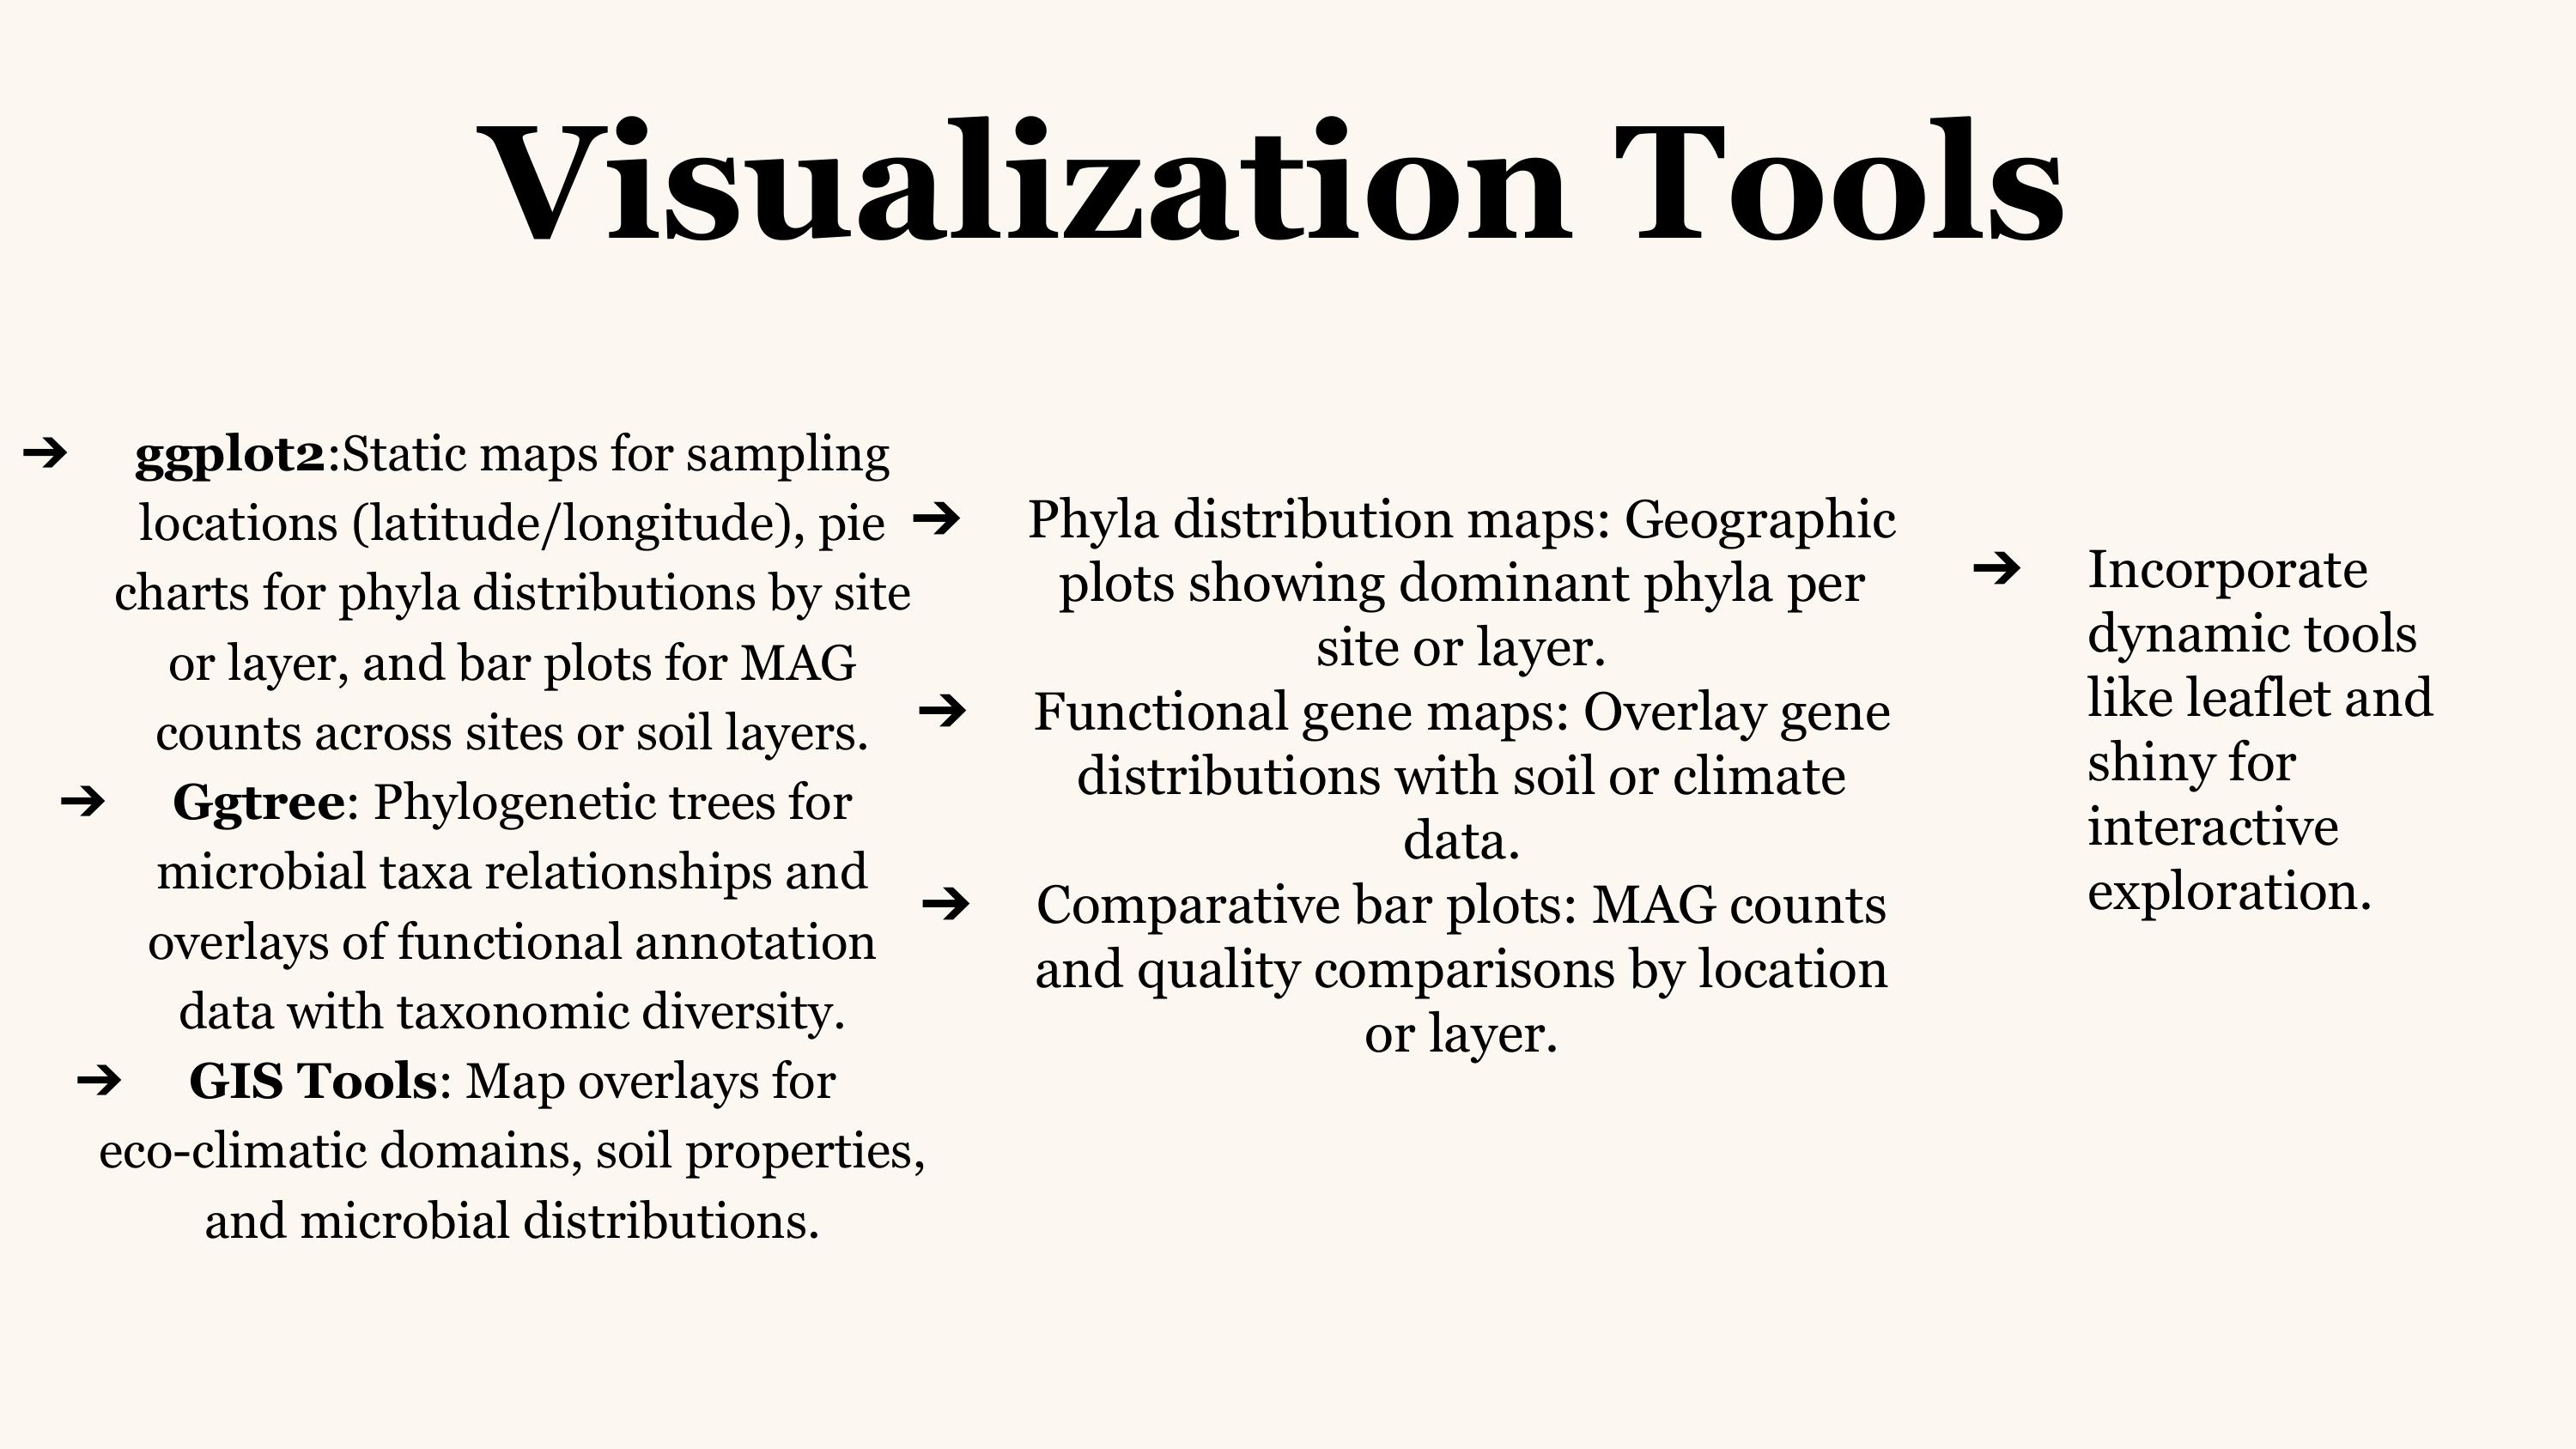 Visualization Tools
➔ ggplot2:Static maps for sampling
locations (latitude/longitude), pie
charts for phyla distributions by site
or layer, and bar plots for MAG
counts across sites or soil layers.
➔ Ggtree: Phylogenetic trees for
microbial taxa relationships and
overlays of functional annotation
data with taxonomic diversity.
➔ GIS Tools: Map overlays for
eco-climatic domains, soil properties,
and microbial distributions.
➔ Phyla distribution maps: Geographic
plots showing dominant phyla per
site or layer.
➔ Functional gene maps: Overlay gene
distributions with soil or climate
data.
➔ Comparative bar plots: MAG counts
and quality comparisons by location
or layer.
➔ Incorporate
dynamic tools
like leaflet and
shiny for
interactive
exploration.